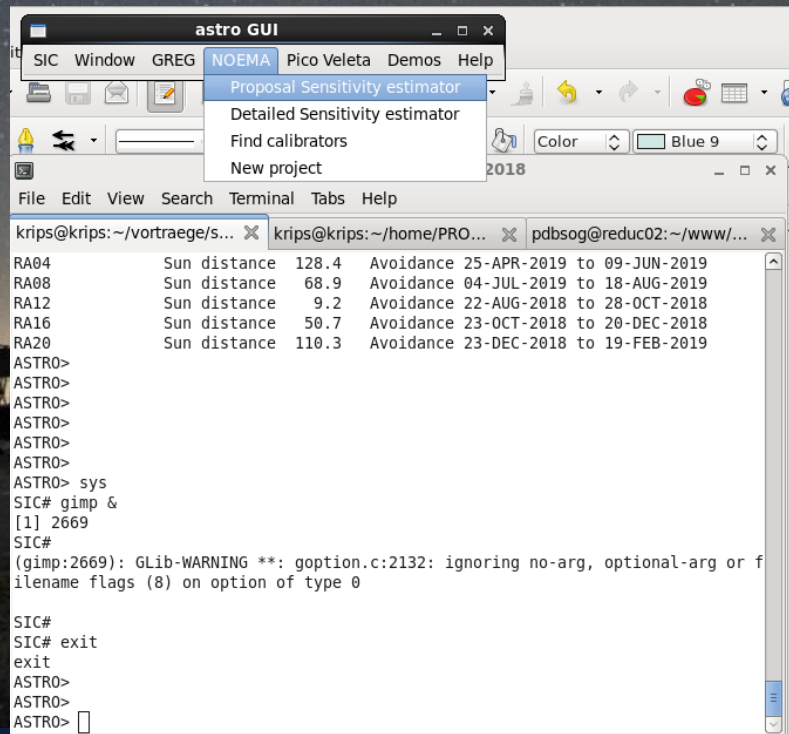 astro GUI
it
SIC Window GREG NOEMA Pico Veleta Demos Help
Proposal Sensitivity estimator
Detailed Sensitivity estimator
Find calibrators
New project
Color
Blue 9
2018
File Edit View Search Terminal Tabs Help
krips@krips:~/vortraege/s... krips@krips:~/home/PRO... pdbsog@reduc02:~/www/...
RA04 Sun distance 128.4 Avoidance 25-APR-2019 to 09-JUN-2019
RA08 Sun distance 68.9 Avoidance 04-JUL-2019 to 18-AUG-2019
RA12 Sun distance 9.2 Avoidance 22-AUG-2018 to 28-OCT-2018
RA16 Sun distance 50.7 Avoidance 23-OCT-2018 to 20-DEC-2018
RA20 Sun distance 110.3 Avoidance 23-DEC-2018 to 19-FEB-2019
ASTRO>
ASTRO>
ASTRO>
ASTRO>
ASTRO>
ASTRO>
ASTRO> sys
SIC# gimp &
[1] 2669
SIC#
(gimp:2669): GLib-WARNING **: goption.c:2132: ignoring no-arg, optional-arg or f
ilename flags (8) on option of type 0
SIC#
SIC# exit
exit
ASTRO>
ASTRO>
ASTRO>